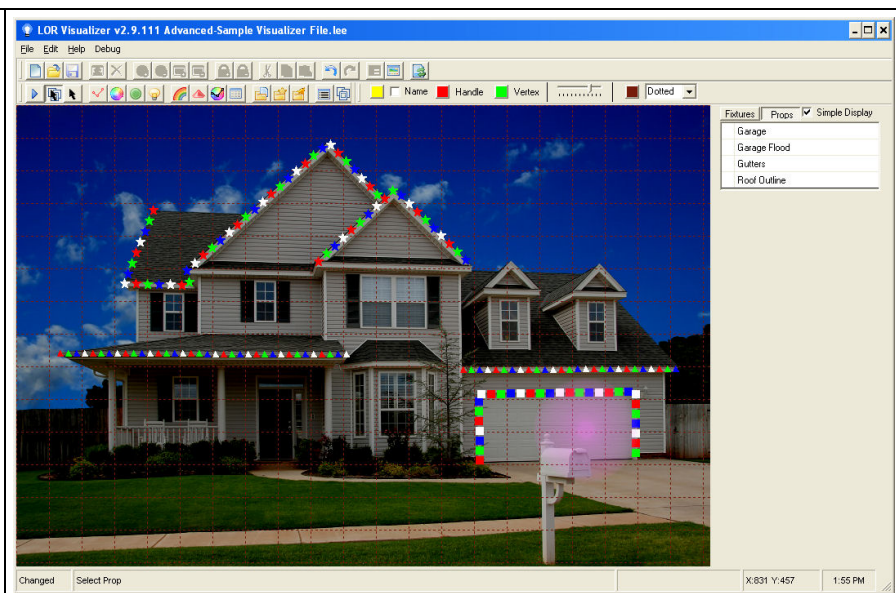 LOR Visualizer v2.9.111 Advanced-Sample Visualizer File.lee
File Edit Help Debug
Name Handle Vertex Dotted
Fixtures Props Simple Display
Garage
Garage Flood
Gutters
Roof Outline
Changed Select Prop X:831 Y:457 1:55 PM